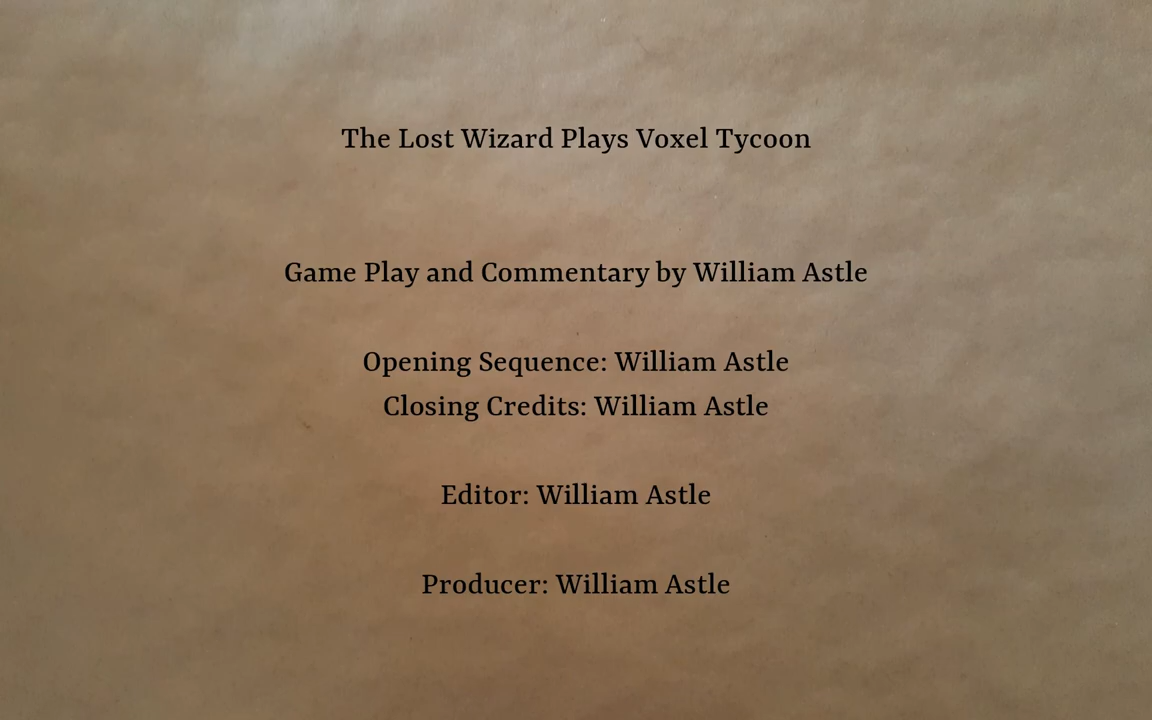 The Lost Wizard Plays Voxel Tycoon
Game Play and Commentary by William Astle
Opening Sequence: William Astle
Closing Credits: William Astle
Editor: William Astle
Producer: William Astle